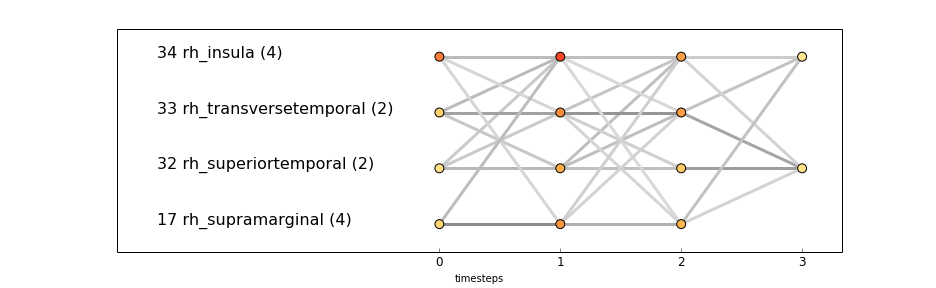 34 rh_insula (4)
33 rh_transversetemporal (2)
32 rh_superiortemporal (2)
17 rh_supramarginal (4)
0 1 2 3
timesteps